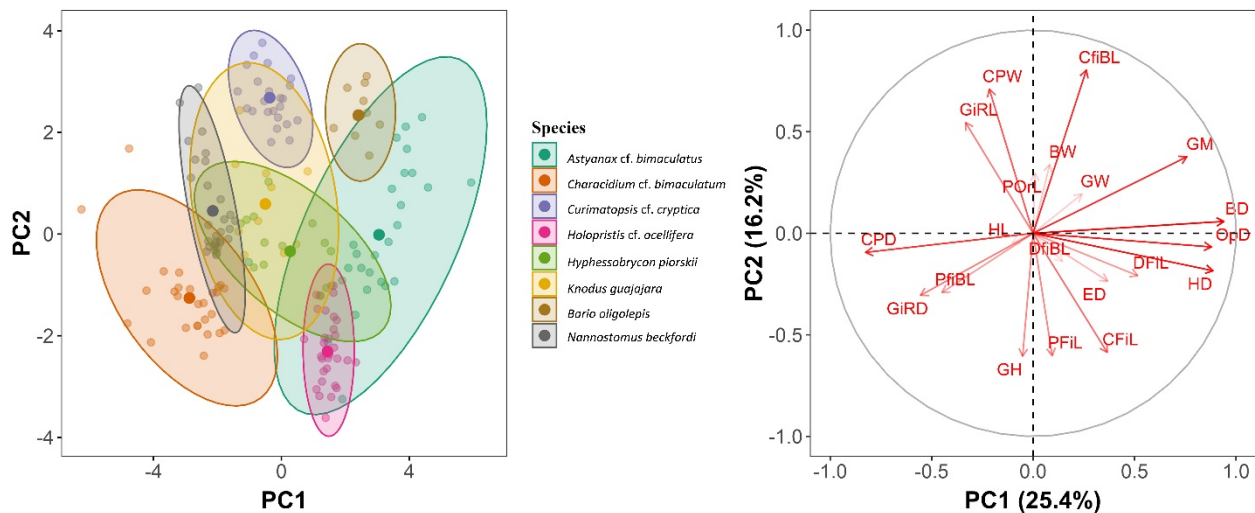 4
2
0
-2
-4
PC2
-4
0
4
PC1
Species
Astyanax cf. bimaculatus
Characidium cf. bimaculatum
Curimatopsis cf. cryptica
Holopristis cf. ocellifera
Hyphessobrycon piorskii
Knodus guajajara
Bario oligolepis
Nannostomus beckfordi
1.0
0.5
0.0
-0.5
-1.0
PC2 (16.2%)
CfiBL
CPW
GiRL
GM
BW
POrL
GW
BD
HL
OpD
CPD
DfiBL
DFiL
PfiBL
HD
ED
GiRD
PFiL
CFiL
GH
-1.0
-0.5
0.0
0.5
1.0
PC1 (25.4%)